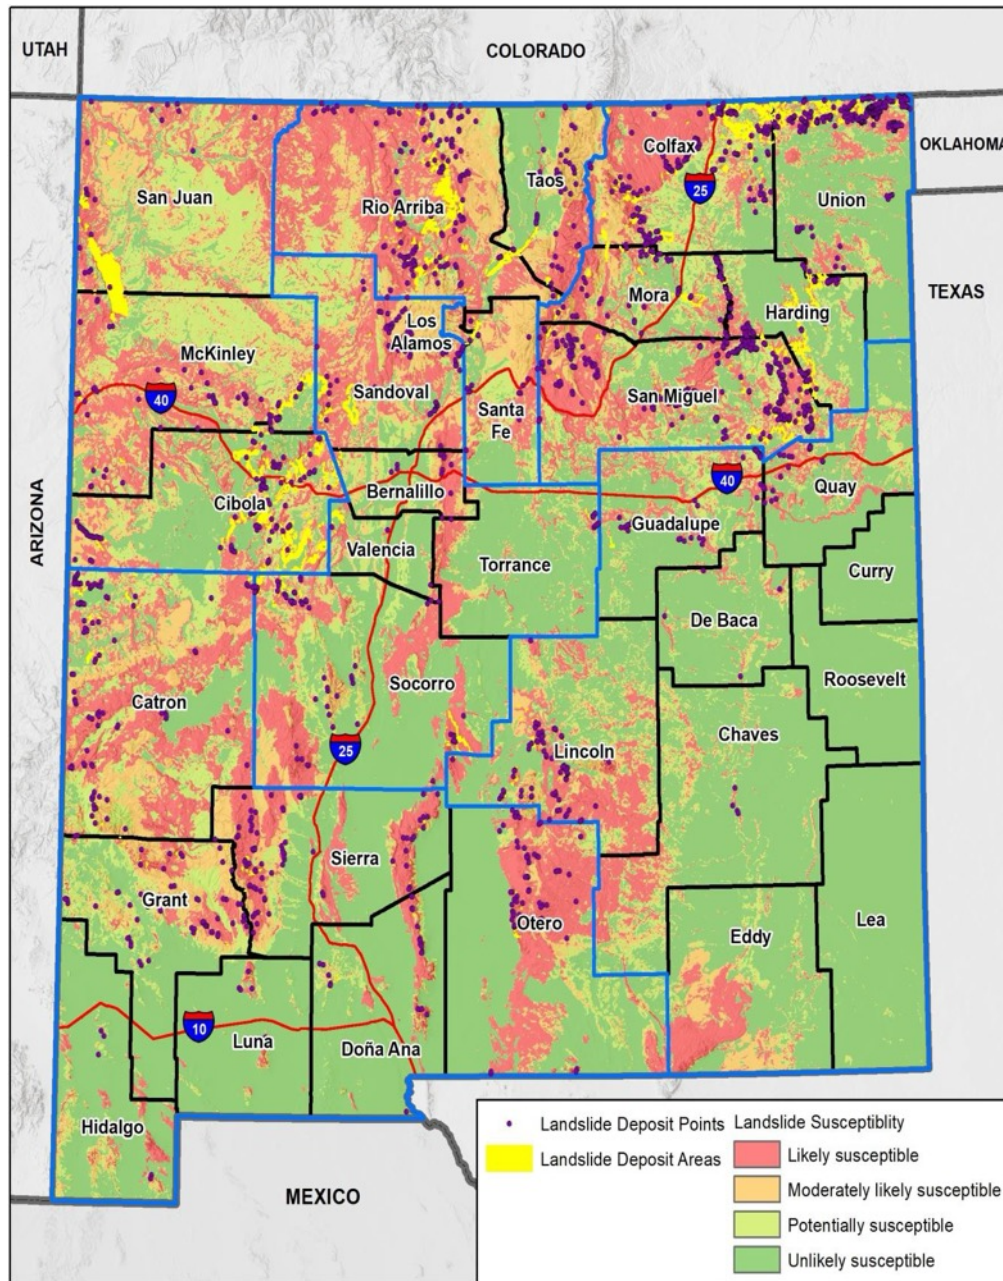 UTAH
COLORADO
OKLAHOMA
Colfax
Taos
25
San Juan
Rio Arriba
Union
TEXAS
Mora
Harding
Los
Alamos
McKinley
40
Sandoval
San Miguel
Santa
Fe
40
Quay
Bernalillo
Cibola
Guadalupe
ARIZONA
Valencia
Torrance
Curry
De Baca
Socorro
Roosevelt
Catron
Chaves
25
Lincoln
Sierra
Grant
Otero
Lea
Eddy
10
Luna
Doña Ana
Hidalgo
MEXICO
Landslide Deposit Points
Landslide Deposit Areas
Landslide Susceptiblity
Likely susceptible
Moderately likely susceptible
Potentially susceptible
Unlikely susceptible